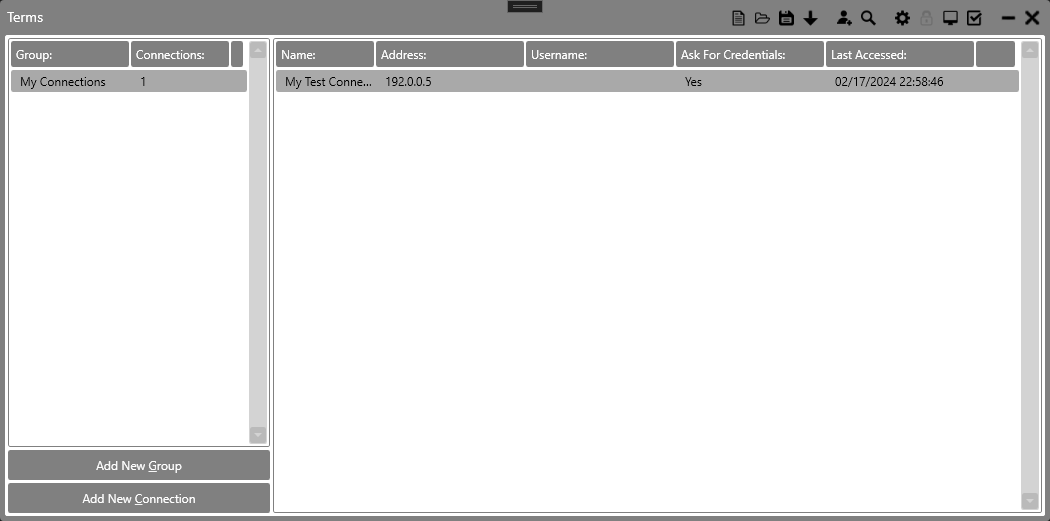 Terms
Group: Connections:
My Connections 1
Name: Address: Username: Ask For Credentials: Last Accessed:
My Test Conne... 192.0.0.5 Yes 02/17/2024 22:58:46
Add New Group
Add New Connection